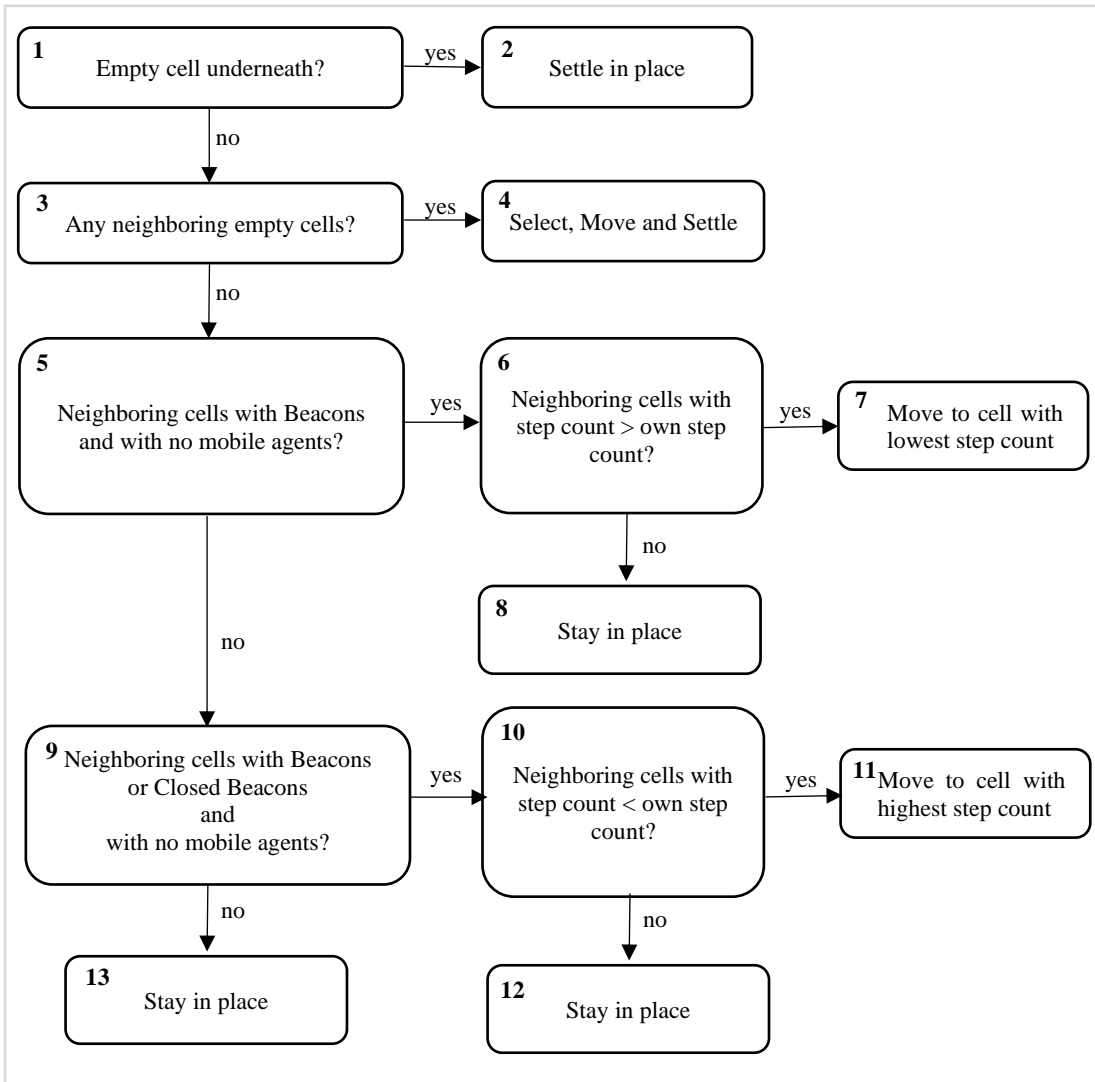 1
Empty cell underneath?
yes
2
Settle in place
no
3
Any neighboring empty cells?
yes
4
Select, Move and Settle
no
5
Neighboring cells with Beacons
and with no mobile agents?
yes
6
Neighboring cells with
step count > own step
count?
yes
7
Move to cell with
lowest step count
no
8
Stay in place
no
9
Neighboring cells with Beacons
or Closed Beacons
and
with no mobile agents?
yes
10
Neighboring cells with
step count < own step
count?
yes
11
Move to cell with
highest step count
no
13
Stay in place
no
12
Stay in place